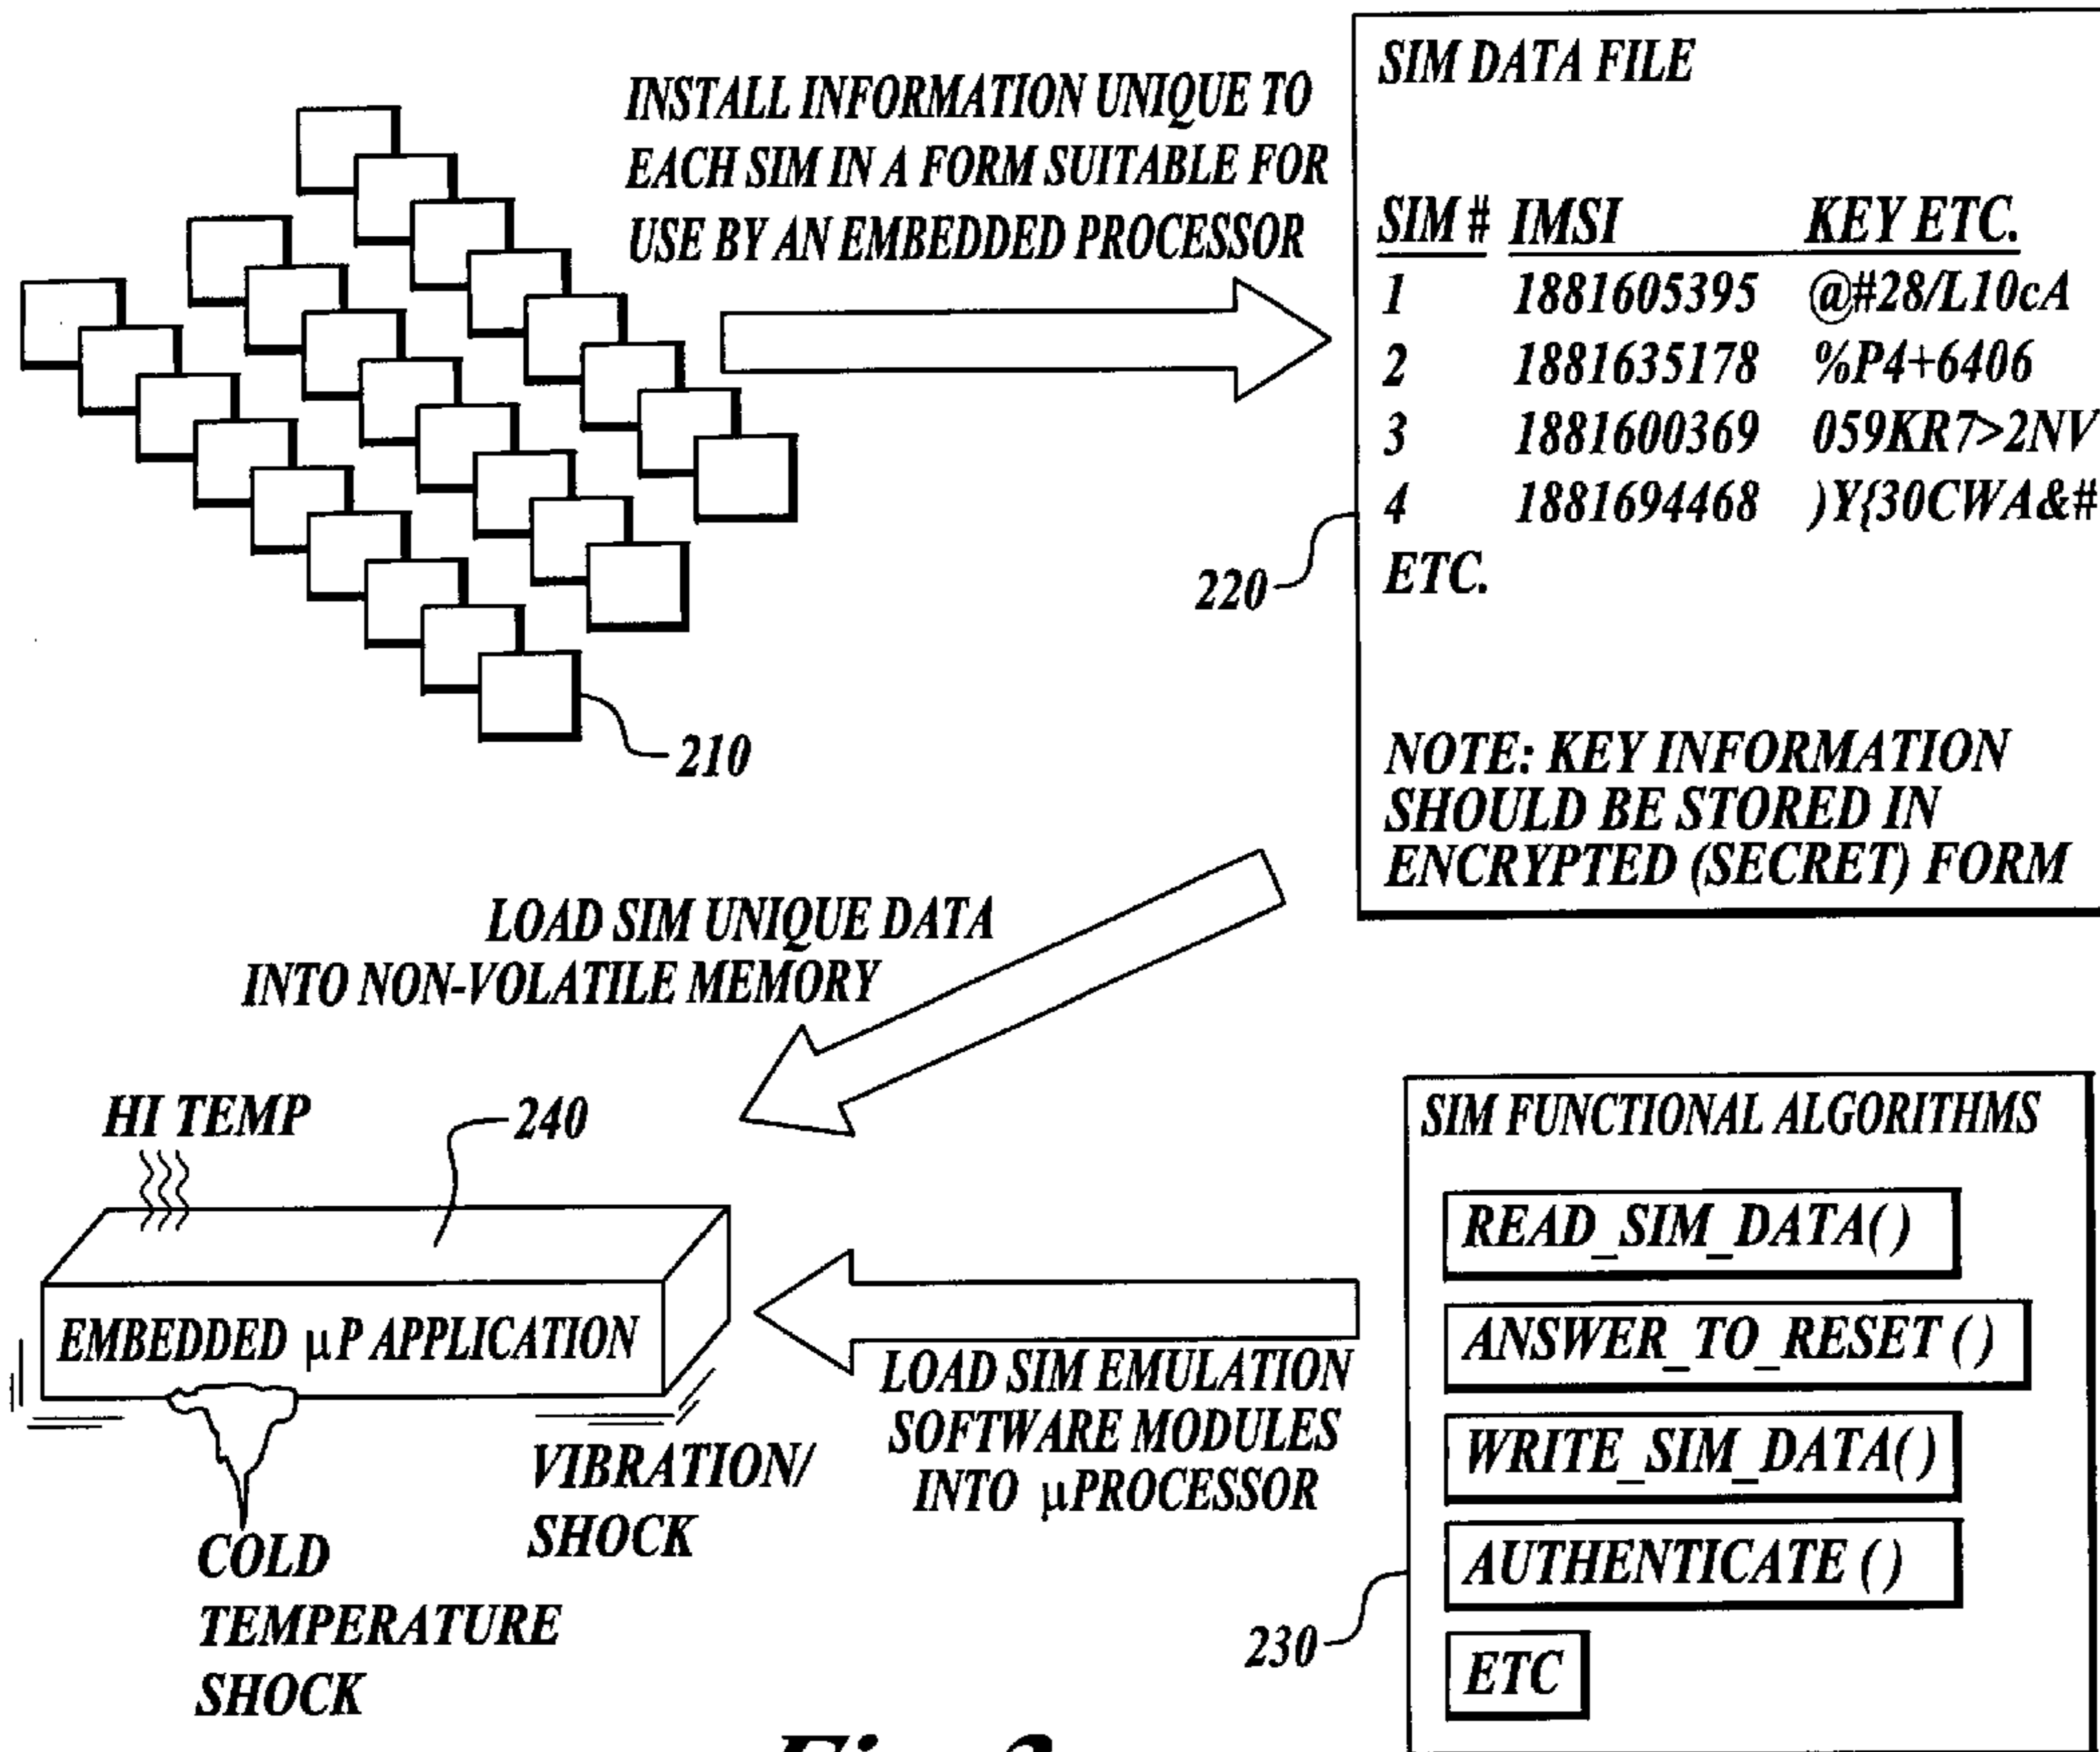 INSTALL INFORMATION UNIQUE TO
EACH SIM IN A FORM SUITABLE FOR
USE BY AN EMBEDDED PROCESSOR
SIM DATA FILE
SIM # IMSI KEY ETC.
1 1881605395 @#28/L10cA
2 1881635178 %P4+6406
3 1881600369 059KR7>2NV
4 1881694468 )Y{30CWA&#
ETC.
220
210
NOTE: KEY INFORMATION
SHOULD BE STORED IN
ENCRYPTED (SECRET) FORM
LOAD SIM UNIQUE DATA
INTO NON-VOLATILE MEMORY
HI TEMP
240
EMBEDDED μP APPLICATION
COLD
TEMPERATURE
SHOCK
VIBRATION/
SHOCK
LOAD SIM EMULATION
SOFTWARE MODULES
INTO μPROCESSOR
SIM FUNCTIONAL ALGORITHMS
READ_SIM_DATA( )
ANSWER_TO_RESET ( )
WRITE_SIM_DATA( )
AUTHENTICATE ( )
ETC
230